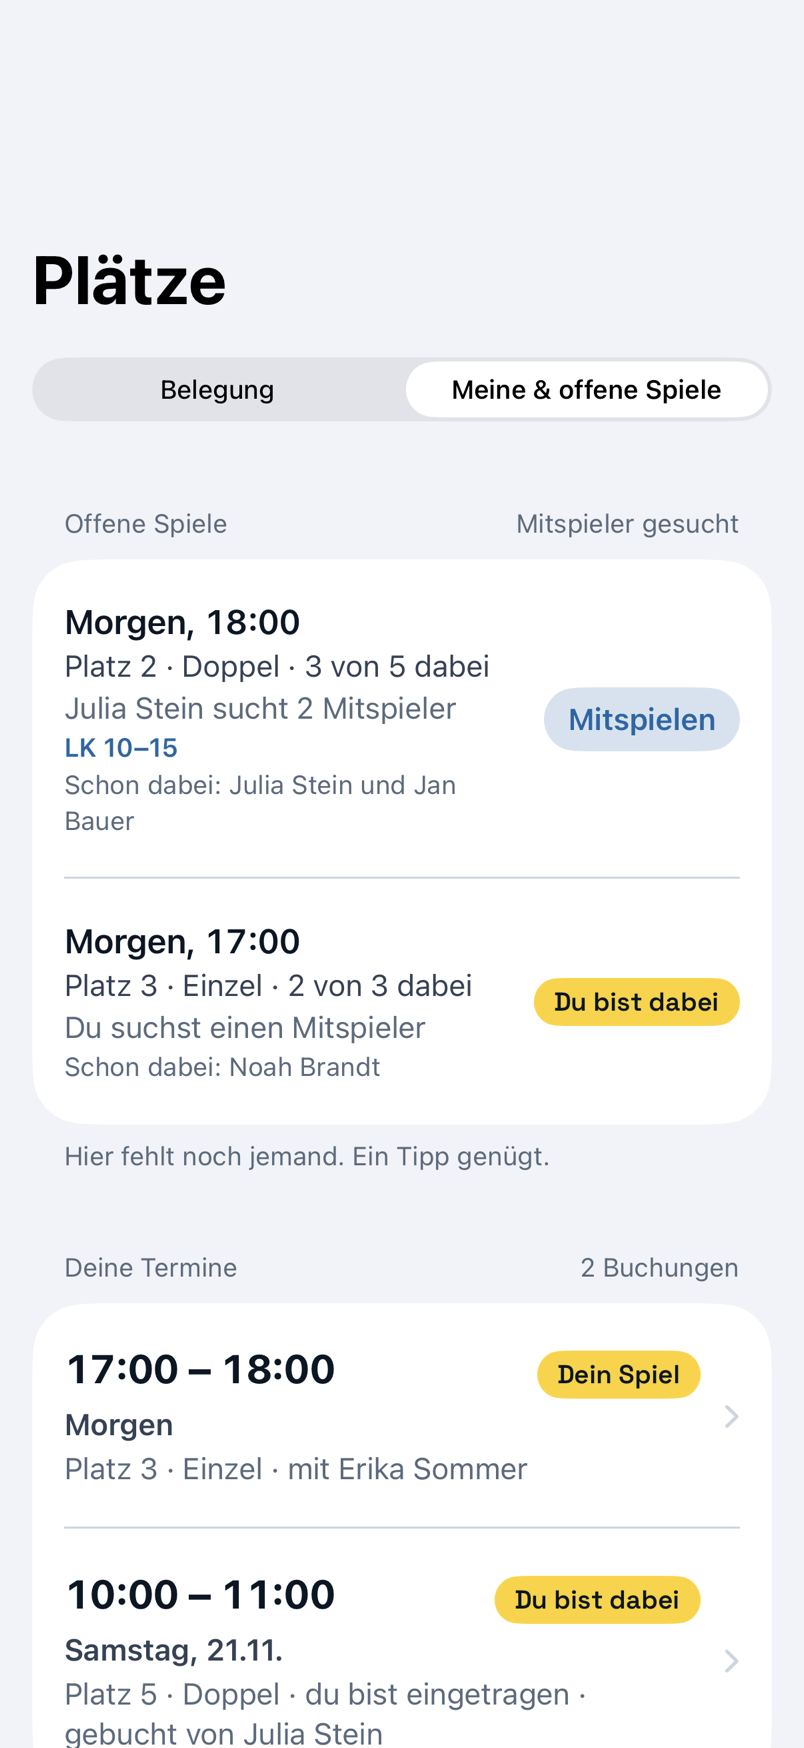 Plätze
Belegung
Meine & offene Spiele
Offene Spiele
Mitspieler gesucht
Morgen, 18:00
Platz 2 · Doppel · 3 von 5 dabei
Julia Stein sucht 2 Mitspieler
LK 10–15
Schon dabei: Julia Stein und Jan
Bauer
Mitspielen
Morgen, 17:00
Platz 3 · Einzel · 2 von 3 dabei
Du suchst einen Mitspieler
Schon dabei: Noah Brandt
Du bist dabei
Hier fehlt noch jemand. Ein Tipp genügt.
Deine Termine
2 Buchungen
17:00 – 18:00
Dein Spiel
Morgen
Platz 3 · Einzel · mit Erika Sommer
10:00 – 11:00
Du bist dabei
Samstag, 21.11.
Platz 5 · Doppel · du bist eingetragen ·
gebucht von Julia Stein